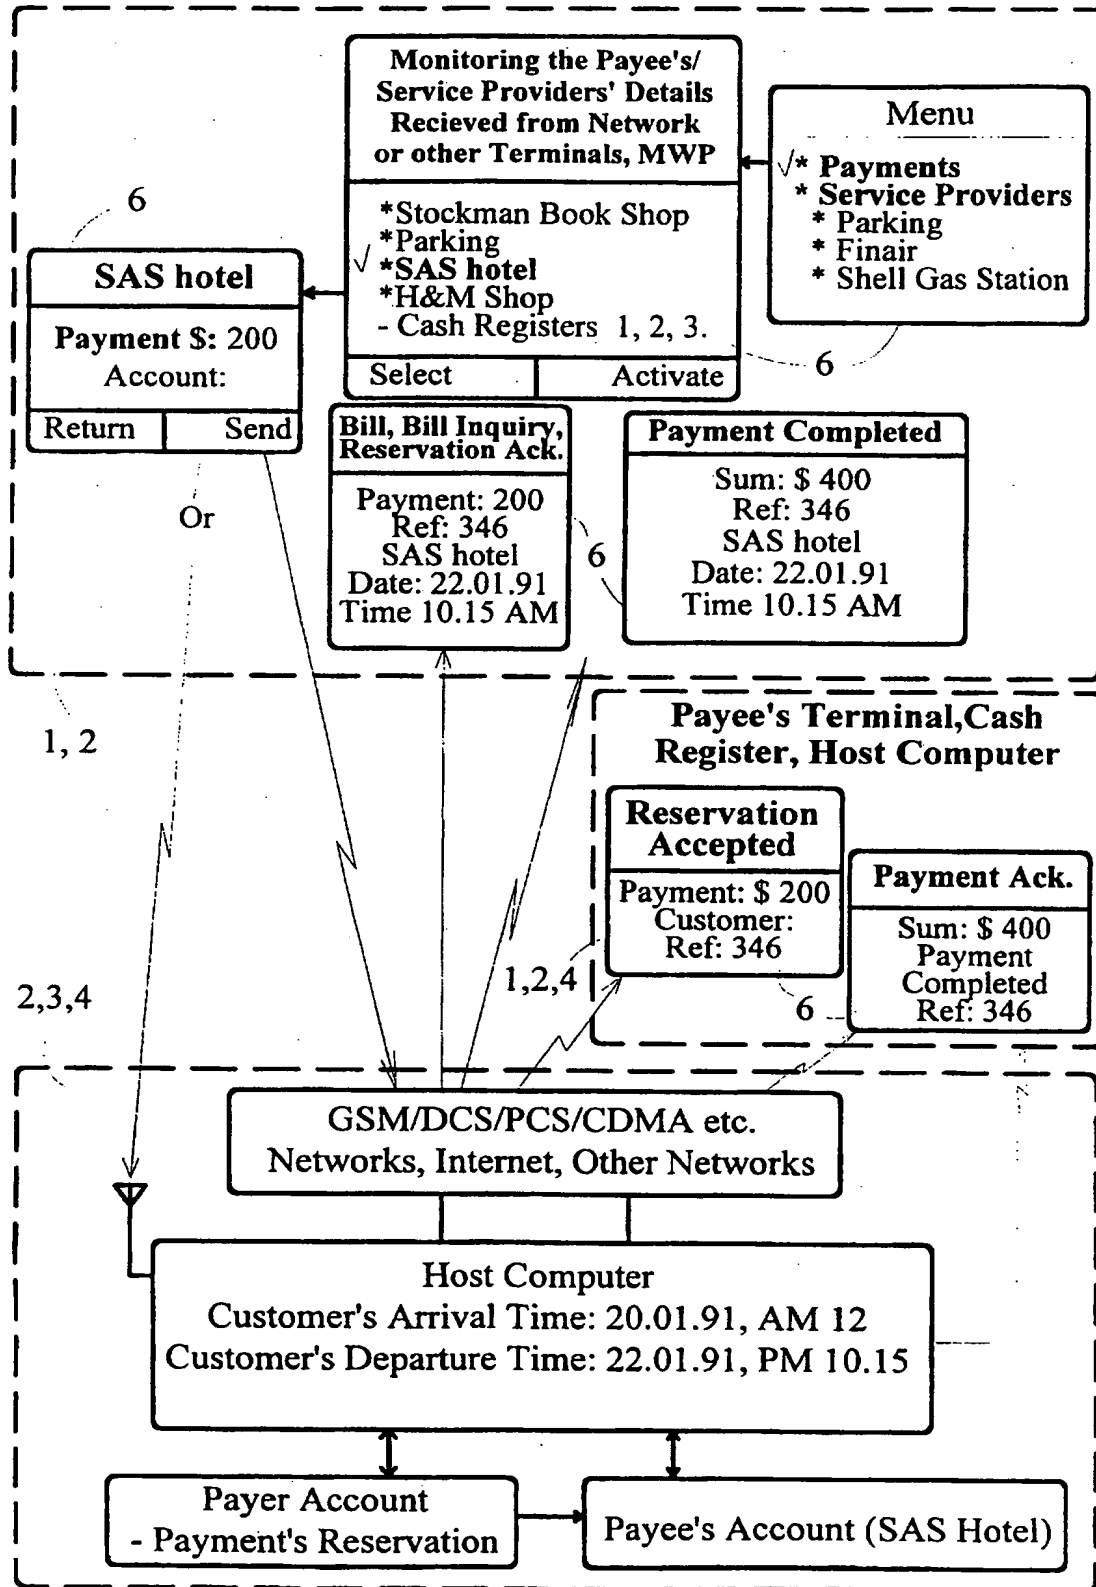 Monitoring the Payee's/
Service Providers' Details
Recieved from Network
or other Terminals, MWP
*Stockman Book Shop
*Parking
√ *SAS hotel
*H&M Shop
- Cash Registers 1, 2, 3.
Select Activate
Menu
√* Payments
* Service Providers
* Parking
* Finair
* Shell Gas Station
6
6
SAS hotel
Payment $: 200
Account:
Return Send
Or
Bill, Bill Inquiry,
Reservation Ack.
Payment: 200
Ref: 346
SAS hotel
Date: 22.01.91
Time 10.15 AM
6
Payment Completed
Sum: $ 400
Ref: 346
SAS hotel
Date: 22.01.91
Time 10.15 AM
1, 2
Payee's Terminal,Cash
Register, Host Computer
Reservation
Accepted
Payment: $ 200
Customer:
Ref: 346
Payment Ack.
Sum: $ 400
Payment
Completed
Ref: 346
1,2,4
6
2,3,4
GSM/DCS/PCS/CDMA etc.
Networks, Internet, Other Networks
Host Computer
Customer's Arrival Time: 20.01.91, AM 12
Customer's Departure Time: 22.01.91, PM 10.15
Payer Account
- Payment's Reservation
Payee's Account (SAS Hotel)